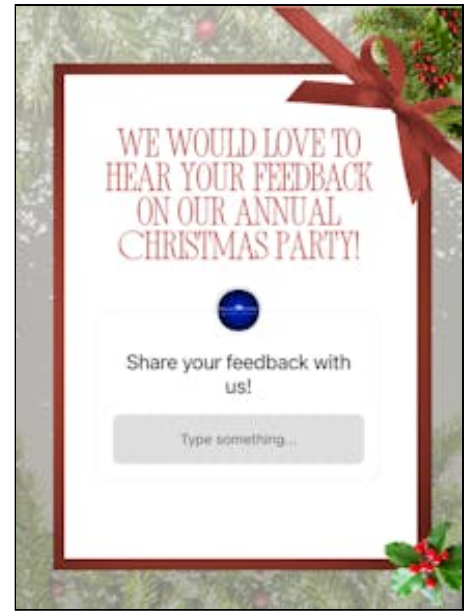 WE WOULD LOVE TO
HEAR YOUR FEEDBACK
ON OUR ANNUAL
CHRISTMAS PARTY!
Share your feedback with
us!
Type something...